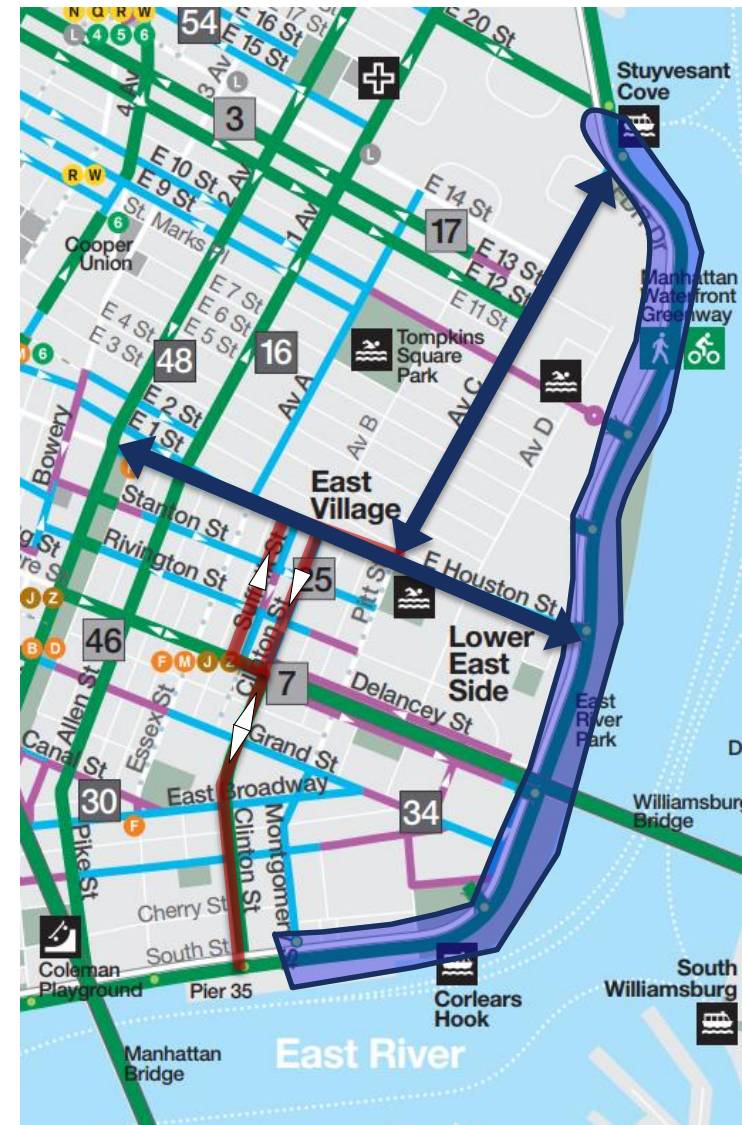 N Q R W
L 4 5 6
54
E 16 St
E 15 St
E 20 St
Stuyvesant
Cove
4 Av
3 Av
L
3
2 Av
1 Av
L
R W
E 10 St
E 9 St
St. Marks Pl
6
Cooper
Union
E 14 St
17
E 13 St
E 12 St
E 11 St
FDR Dr
Manhattan
Waterfront
Greenway
E 7 St
E 6 St
E 5 St
E 4 St
E 3 St
6
48
16
Tompkins
Square
Park
Av A
Av B
Av C
Av D
E 2 St
E 1 St
Bowery
East
Village
Stanton St
Rivington St
Suffolk St
25
Clinton St
Pitt St
E Houston St
J Z
B D
46
F M J Z
7
Lower
East
Side
Delancey St
East
River
Park
Allen St
Essex St
Grand St
Canal St
30
F
East Broadway
34
Williamsburg
Bridge
D
Pike St
Clinton St
Montgomery St
Cherry St
South St
Coleman
Playground
Pier 35
Corlears
Hook
South
Williamsburg
Manhattan
Bridge
East River